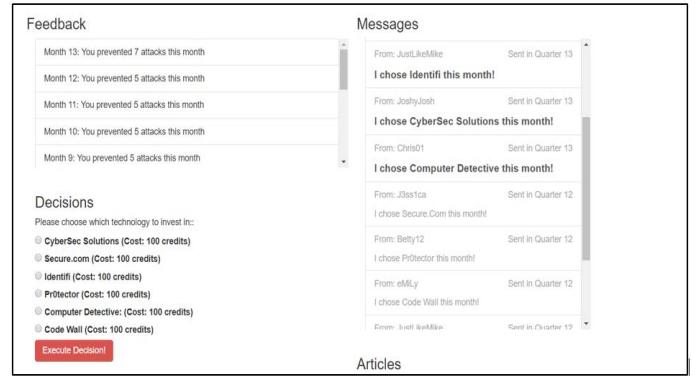 Feedback
Month 13: You prevented 7 attacks this month
Month 12: You prevented 5 attacks this month
Month 11: You prevented 5 attacks this month
Month 10: You prevented 5 attacks this month
Month 9: You prevented 5 attacks this month
Decisions
Please choose which technology to invest in::
CyberSec Solutions (Cost: 100 credits)
Secure.com (Cost: 100 credits)
Identifi (Cost: 100 credits)
Pr0tector (Cost: 100 credits)
Computer Detective: (Cost: 100 credits)
Code Wall (Cost: 100 credits)
Execute Decision!
Messages
From: JustLikeMike Sent in Quarter 13
I chose Identifi this month!
From: JoshyJosh Sent in Quarter 13
I chose CyberSec Solutions this month!
From: Chris01 Sent in Quarter 13
I chose Computer Detective this month!
From: J3ss1ca Sent in Quarter 12
I chose Secure.Com this month!
From: Betty12 Sent in Quarter 12
I chose Pr0tector this month!
From: eMiLy Sent in Quarter 12
I chose Code Wall this month!
From: JustLikeMike Sent in Quarter 12
Articles